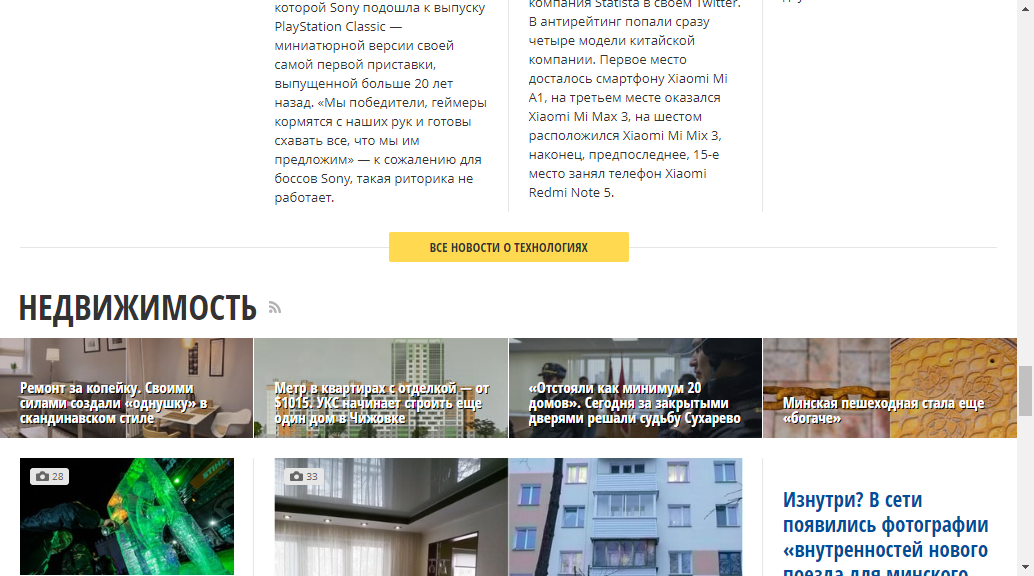 которой Sony подошла к выпуску
PlayStation Classic —
миниатюрной версии своей
самой первой приставки,
выпущенной больше 20 лет
назад. «Мы победители, геймеры
кормятся с наших рук и готовы
схавать все, что мы им
предложим» — к сожалению для
боссов Sony, такая риторика не
работает.
компания Statista в своем Twitter.
В антирейтинг попали сразу
четыре модели китайской
компании. Первое место
досталось смартфону Xiaomi Mi
A1, на третьем месте оказался
Xiaomi Mi Max 3, на шестом
расположился Xiaomi Mi Mix 3,
наконец, предпоследнее, 15-е
место занял телефон Xiaomi
Redmi Note 5.
ВСЕ НОВОСТИ О ТЕХНОЛОГИЯХ
НЕДВИЖИМОСТЬ
Ремонт за копейку. Своими
силами создали «однушку» в
скандинавском стиле
Метр в квартирах с отделкой — от
$1015. УКС начинает строить еще
один дом в Чижовке
«Отстояли как минимум 20
домов». Сегодня за закрытыми
дверями решали судьбу Сухарево
Минская пешеходная стала еще
«богаче»
28
33
Изнутри? В сети
появились фотографии
«внутренностей нового
поезда для минского